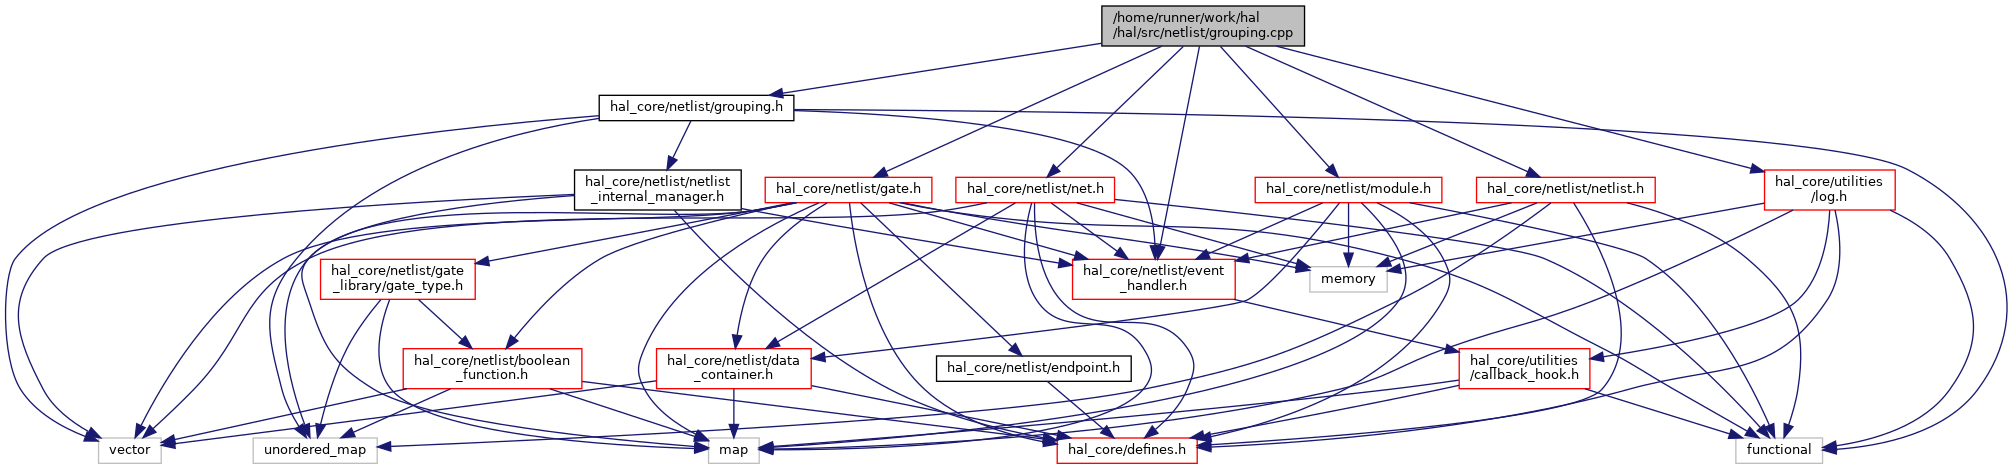 /home/runner/work/hal
/hal/src/netlist/grouping.cpp
hal_core/netlist/grouping.h
hal_core/netlist/netlist
_internal_manager.h
hal_core/netlist/gate.h
hal_core/netlist/net.h
hal_core/netlist/module.h
hal_core/netlist/netlist.h
hal_core/utilities
/log.h
hal_core/netlist/gate
_library/gate_type.h
hal_core/netlist/event
_handler.h
memory
hal_core/netlist/boolean
_function.h
hal_core/netlist/data
_container.h
hal_core/netlist/endpoint.h
hal_core/utilities
/callback_hook.h
vector
unordered_map
map
hal_core/defines.h
functional